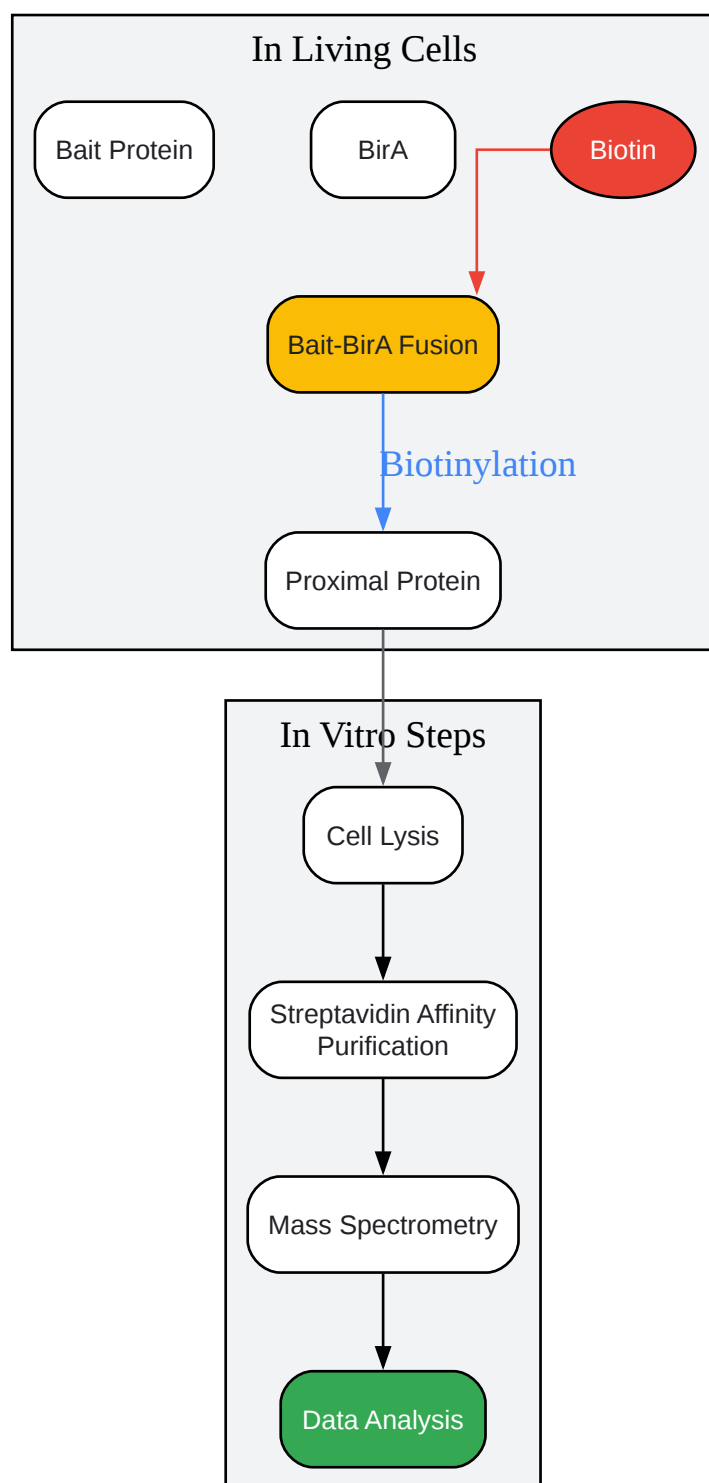 In Living Cells
Bait Protein
BirA
Biotin
Bait-BirA Fusion
Biotinylation
Proximal Protein
In Vitro Steps
Cell Lysis
Streptavidin Affinity
Purification
Mass Spectrometry
Data Analysis